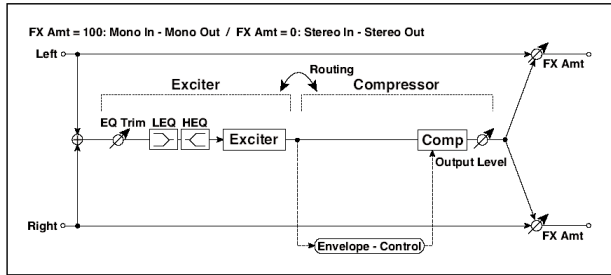 FX Amt = 100: Mono In - Mono Out / FX Amt = 0: Stereo In - Stereo Out
Left
FX Amt
Routing
Exciter
Compressor
EQ Trim
LEQ
HEQ
Exciter
Comp
Output Level
Right
FX Amt
Envelope - Control